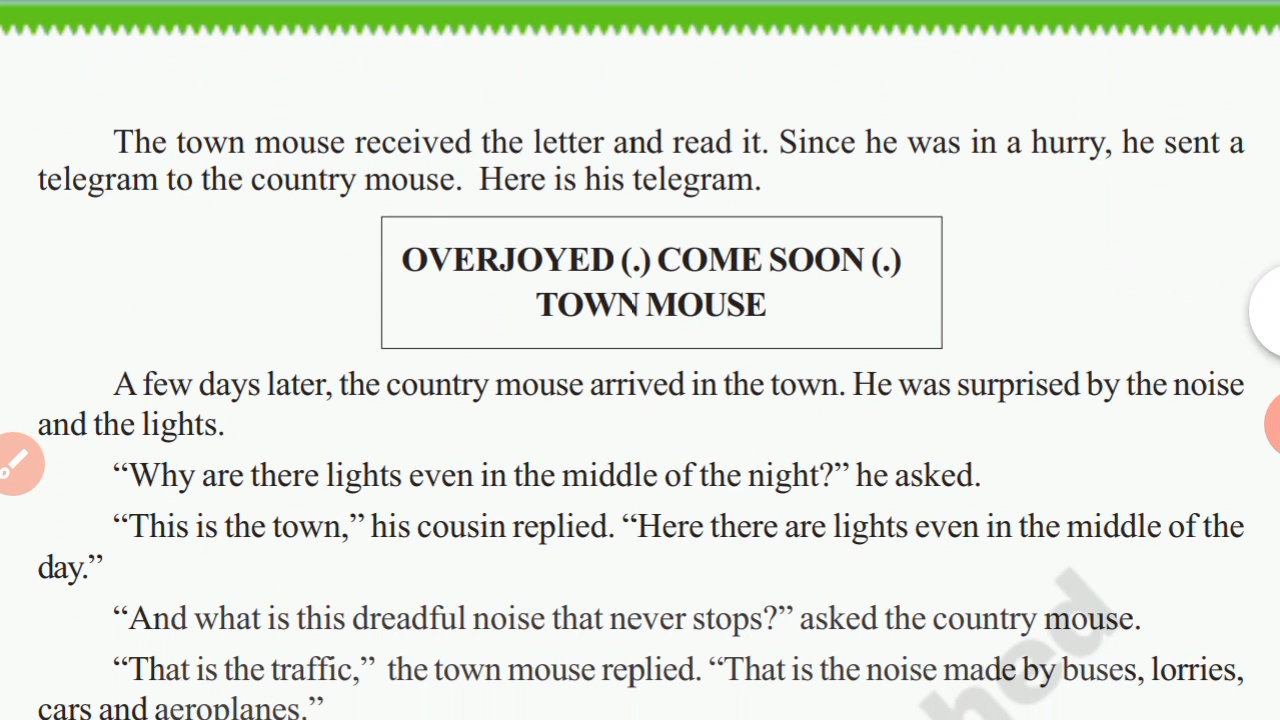 The town mouse received the letter and read it. Since he was in a hurry, he sent a
telegram to the country mouse.  Here is his telegram.
OVERJOYED (.) COME SOON (.)
TOWN MOUSE
A few days later, the country mouse arrived in the town. He was surprised by the noise
and the lights.
“Why are there lights even in the middle of the night?” he asked.
“This is the town,” his cousin replied. “Here there are lights even in the middle of the
day.”
“And what is this dreadful noise that never stops?” asked the country mouse.
“That is the traffic,”  the town mouse replied. “That is the noise made by buses, lorries,
cars and aeroplanes.”